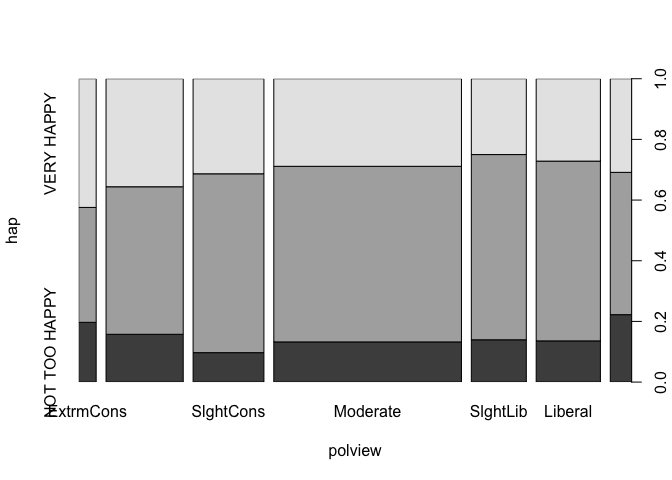 VERY HAPPY
NOT TOO HAPPY
hap
1.0
0.8
0.6
0.4
0.2
0.0
ExtrmCons SlghtCons Moderate SlghtLib Liberal
polview